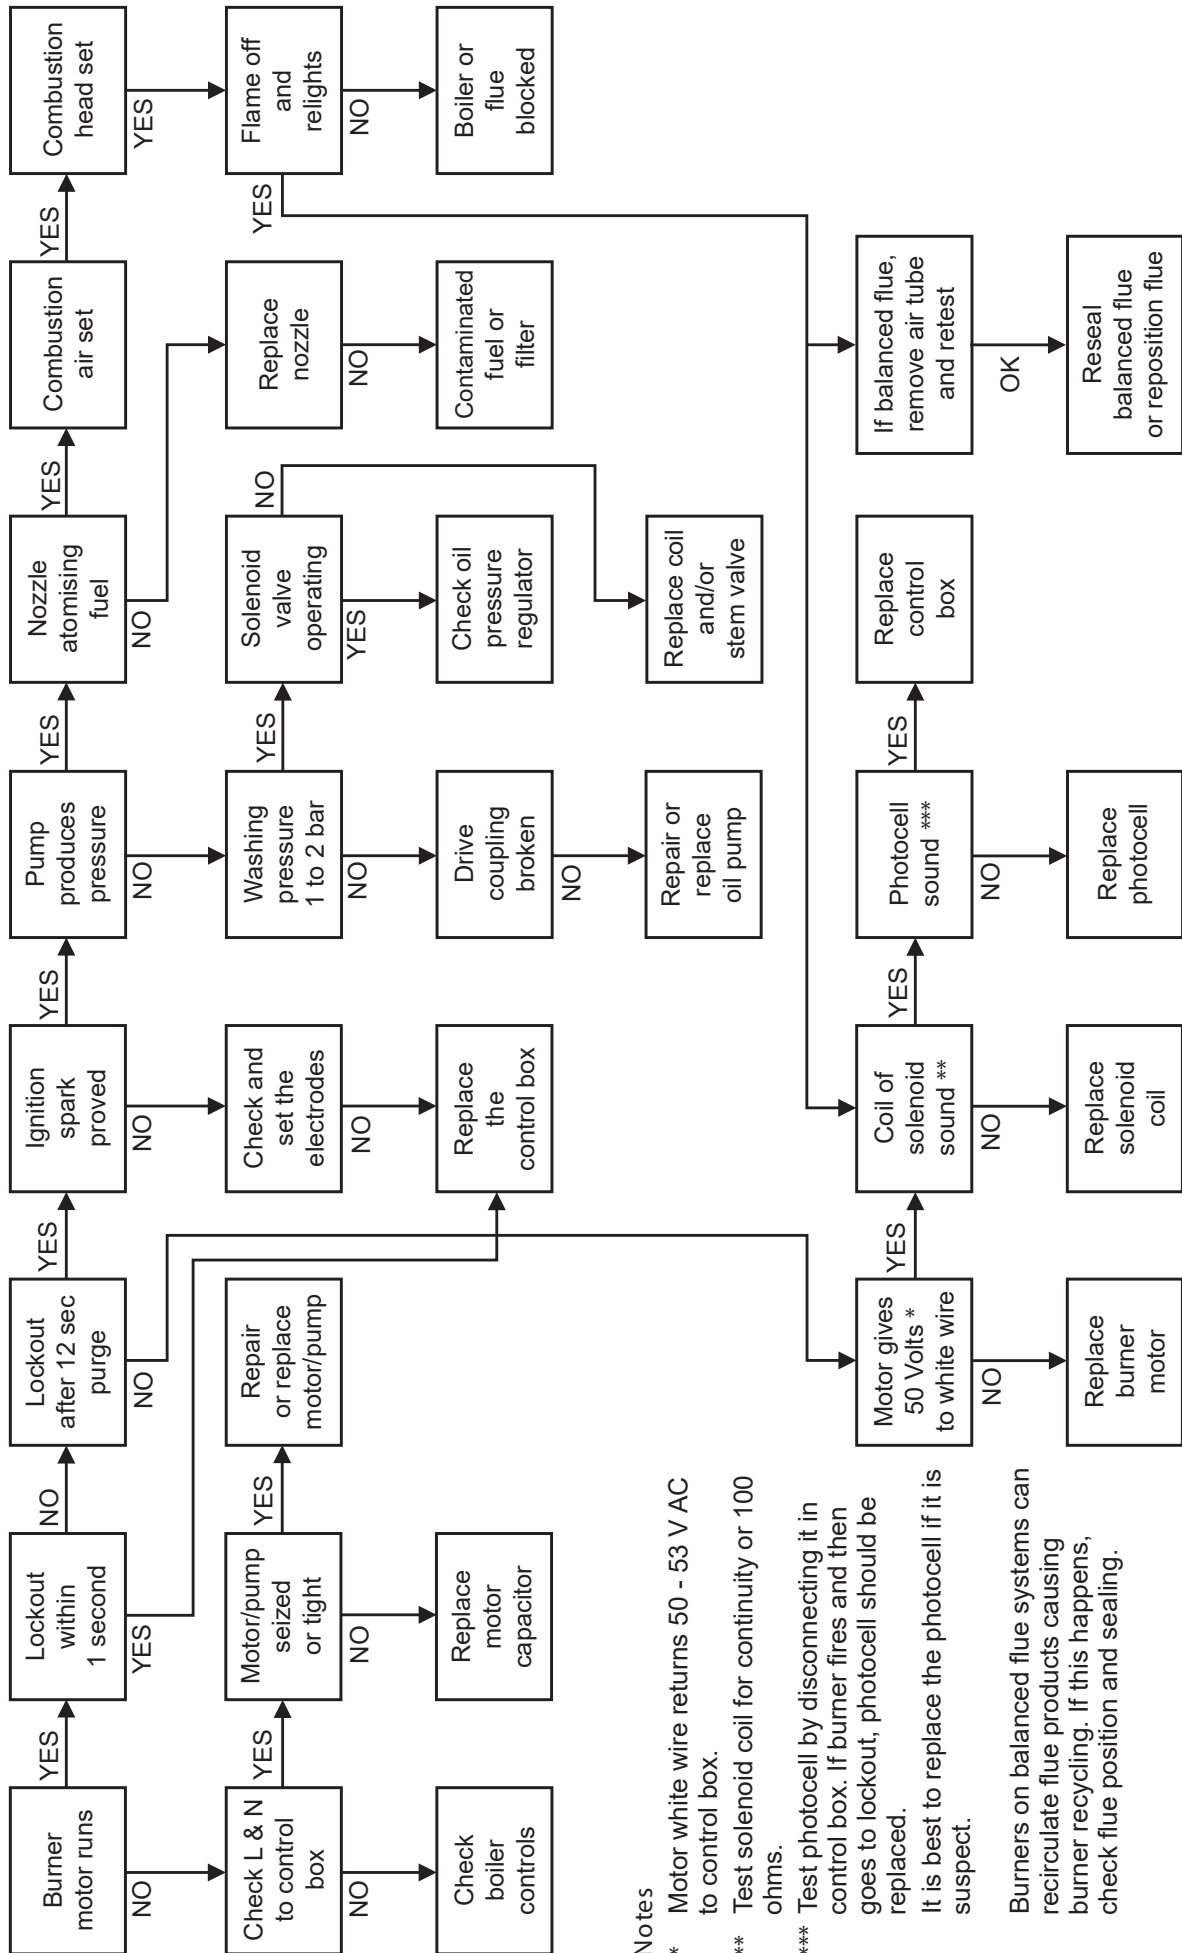 Burner
motor runs
YES
NO
Lockout
within
1 second
NO
YES
Lockout
after 12 sec
purge
YES
NO
Ignition
spark
proved
YES
NO
Pump
produces
pressure
YES
NO
Nozzle
atomising
fuel
YES
NO
Combustion
air set
YES
Combustion
head set
YES
Check L & N
to control
box
YES
NO
Motor/pump
seized
or tight
YES
NO
Repair
or replace
motor/pump
Check and
set the
electrodes
NO
Washing
pressure
1 to 2 bar
YES
NO
Solenoid
valve
operating
NO
YES
Replace
nozzle
NO
Flame off
and
relights
YES
NO
Check
boiler
controls
Replace
motor
capacitor
Replace
the
control box
Drive
coupling
broken
NO
Check oil
pressure
regulator
Contaminated
fuel or
filter
Boiler or
flue
blocked
Repair or
replace
oil pump
Replace coil
and/or
stem valve
Motor gives
50 Volts *
to white wire
YES
NO
Coil of
solenoid
sound **
YES
NO
Photocell
sound ***
YES
NO
Replace
control
box
If balanced flue,
remove air tube
and retest
OK
Replace
burner
motor
Replace
solenoid
coil
Replace
photocell
Reseal
balanced flue
or reposition flue
Notes
* Motor white wire returns 50 - 53 V AC
to control box.
** Test solenoid coil for continuity or 100
ohms.
*** Test photocell by disconnecting it in
control box. If burner fires and then
goes to lockout, photocell should be
replaced.
It is best to replace the photocell if it is
suspect.
Burners on balanced flue systems can
recirculate flue products causing
burner recycling. If this happens,
check flue position and sealing.